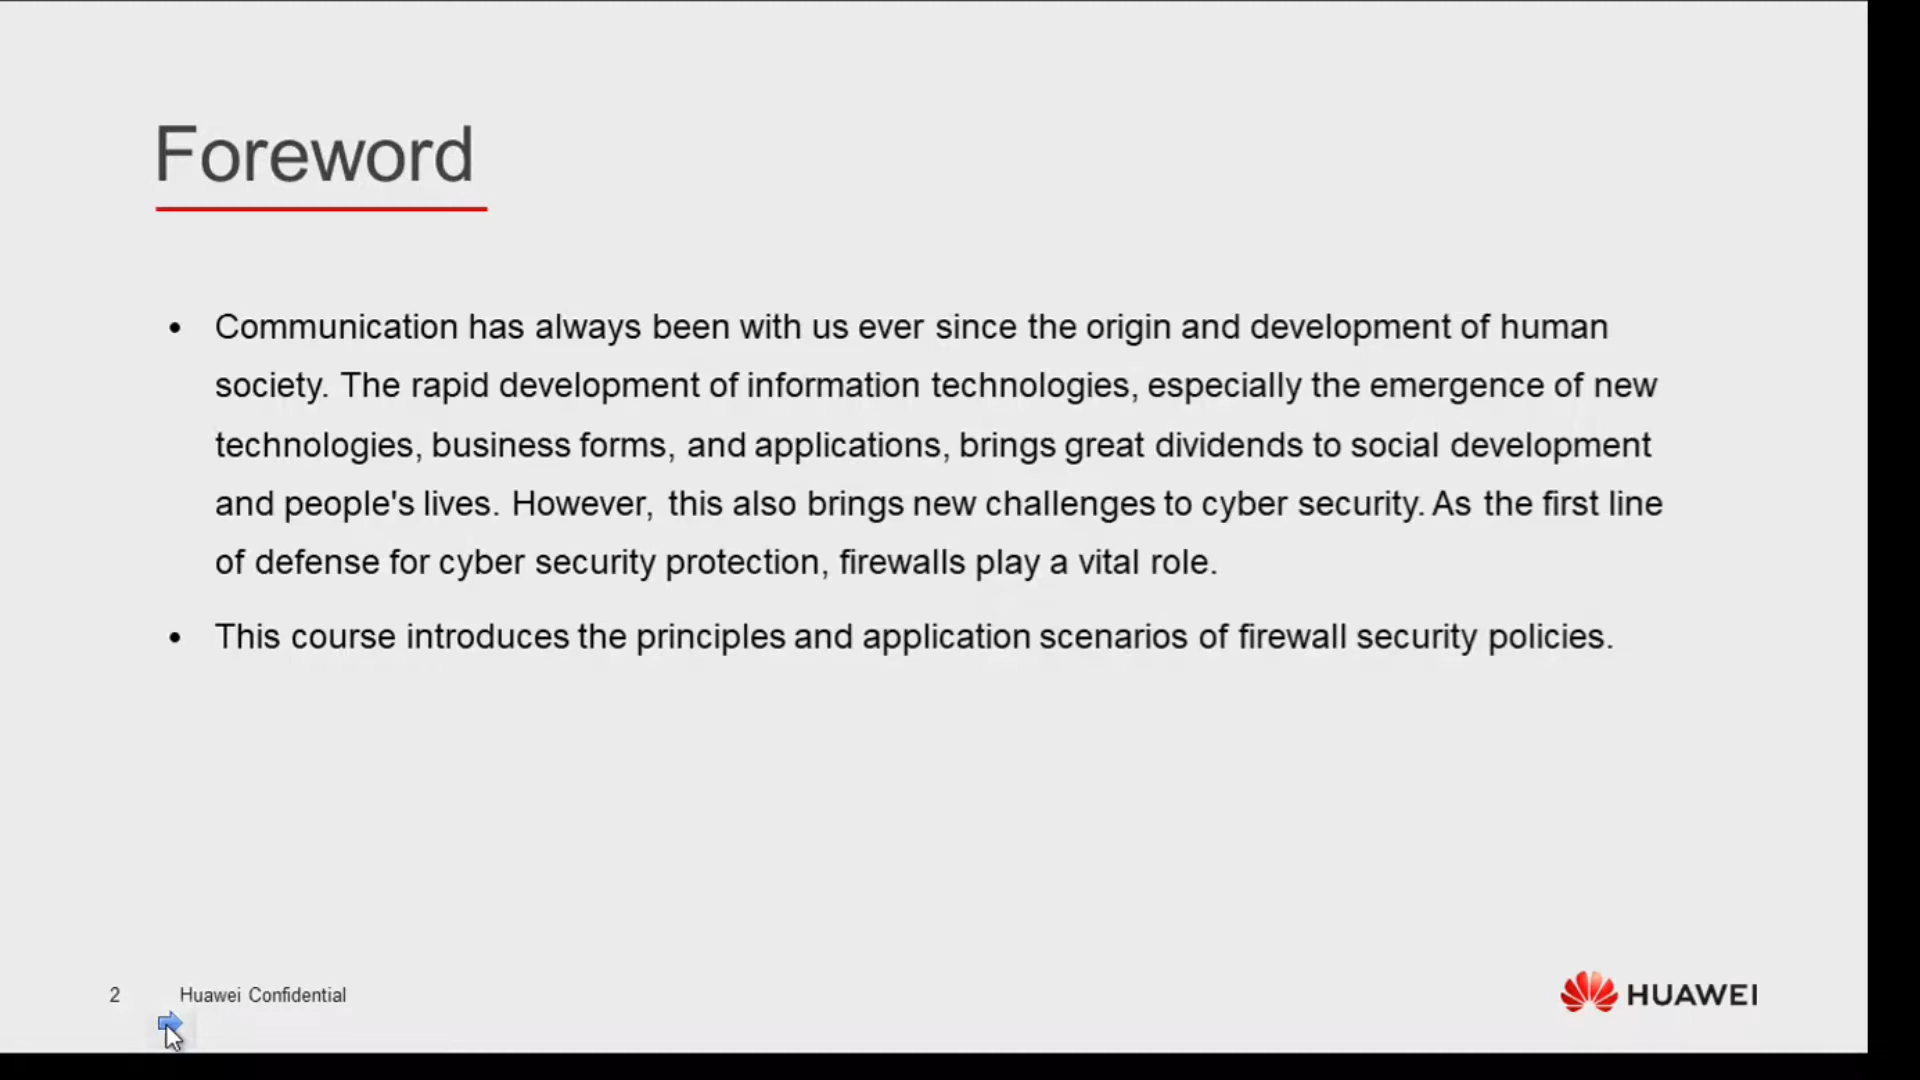 Foreword
• Communication has always been with us ever since the origin and development of human
society. The rapid development of information technologies, especially the emergence of new
technologies, business forms, and applications, brings great dividends to social development
and people's lives. However, this also brings new challenges to cyber security. As the first line
of defense for cyber security protection, firewalls play a vital role.
• This course introduces the principles and application scenarios of firewall security policies.
2 Huawei Confidential
HUAWEI